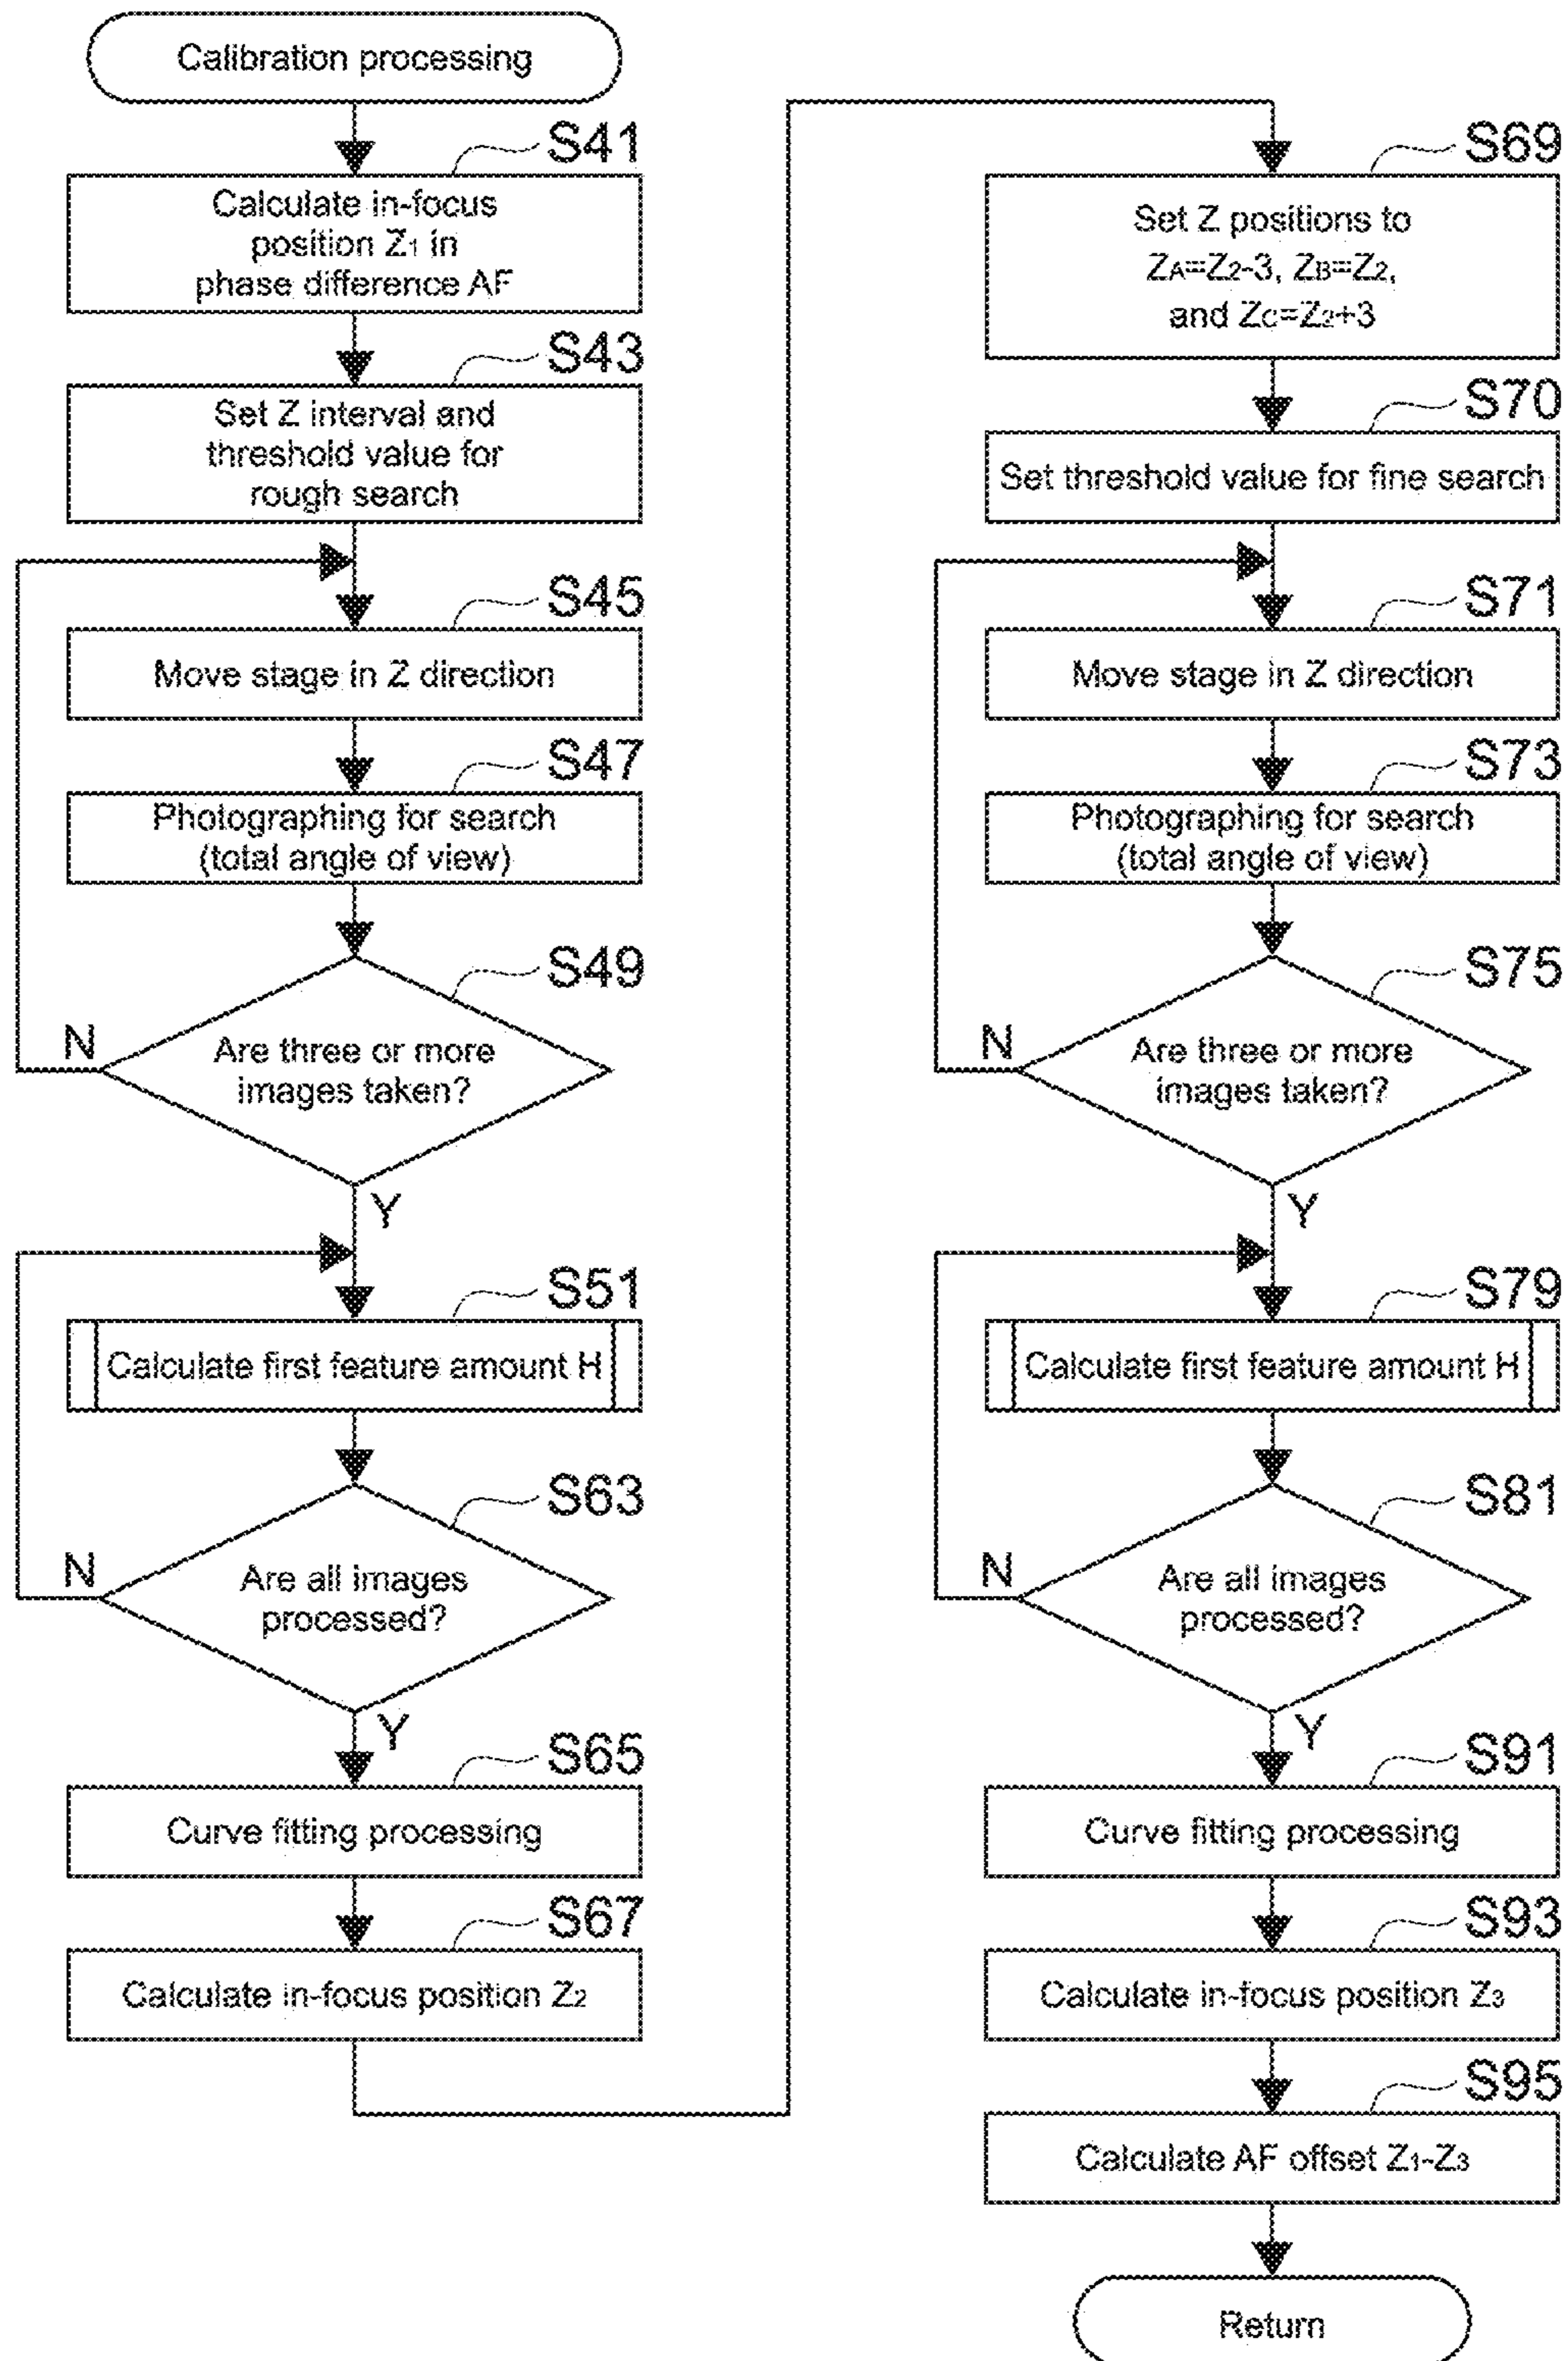 Calibration processing
S41
Calculate in-focus
position Z1 in
phase difference AF
S43
Set Z interval and
threshold value for
rough search
S45
Move stage in Z direction
S47
Photographing for search
(total angle of view)
S49
Are three or more
images taken?
N
Y
S51
Calculate first feature amount H
S63
Are all images
processed?
N
Y
S65
Curve fitting processing
S67
Calculate in-focus position Z2
S69
Set Z positions to
ZA=Z2-3, ZB=Z2,
and ZC=Z2+3
S70
Set threshold value for fine search
S71
Move stage in Z direction
S73
Photographing for search
(total angle of view)
S75
Are three or more
images taken?
N
Y
S79
Calculate first feature amount H
S81
Are all images
processed?
N
Y
S91
Curve fitting processing
S93
Calculate in-focus position Z3
S95
Calculate AF offset Z1-Z3
Return